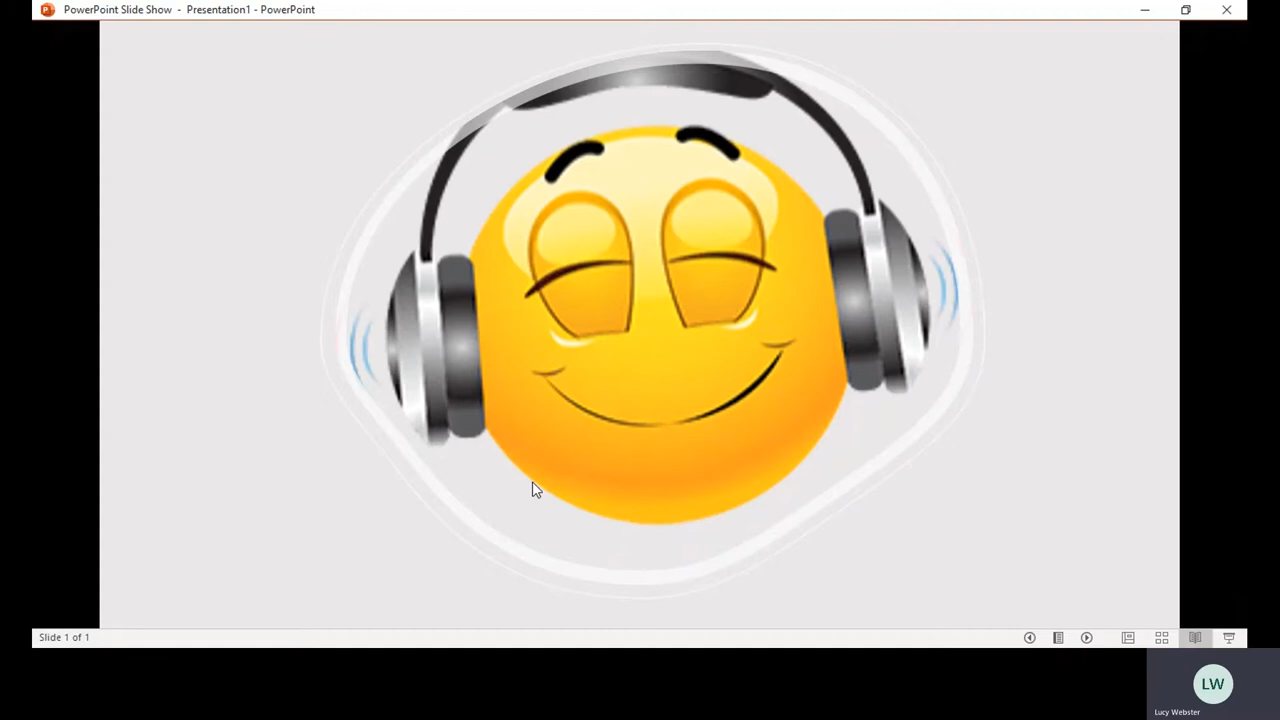 PowerPoint Slide Show - Presentation1 - PowerPoint
Slide 1 of 1
LW
Lucy Webster